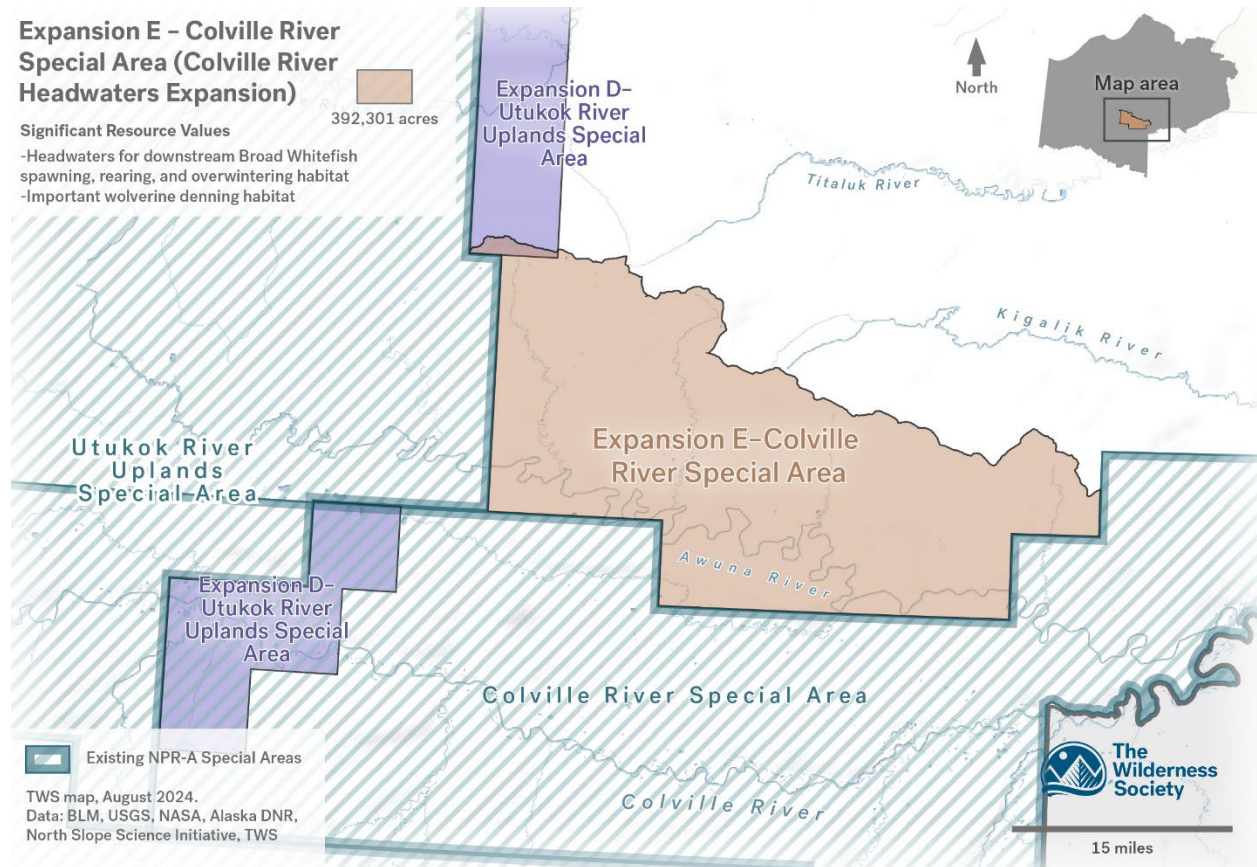 Expansion E – Colville River
Special Area (Colville River
Headwaters Expansion)
392,301 acres
Significant Resource Values
-Headwaters for downstream Broad Whitefish
spawning, rearing, and overwintering habitat
-Important wolverine denning habitat
Expansion D–
Utukok River
Uplands Special
Area
North
Map area
Titaluk River
Kigalik River
Utukok River
Uplands
Special Area
Expansion E–Colville
River Special Area
Awuna River
Expansion D–
Utukok River
Uplands Special
Area
Colville River Special Area
Colville River
Existing NPR-A Special Areas
TWS map, August 2024.
Data: BLM, USGS, NASA, Alaska DNR,
North Slope Science Initiative, TWS
The
Wilderness
Society
15 miles